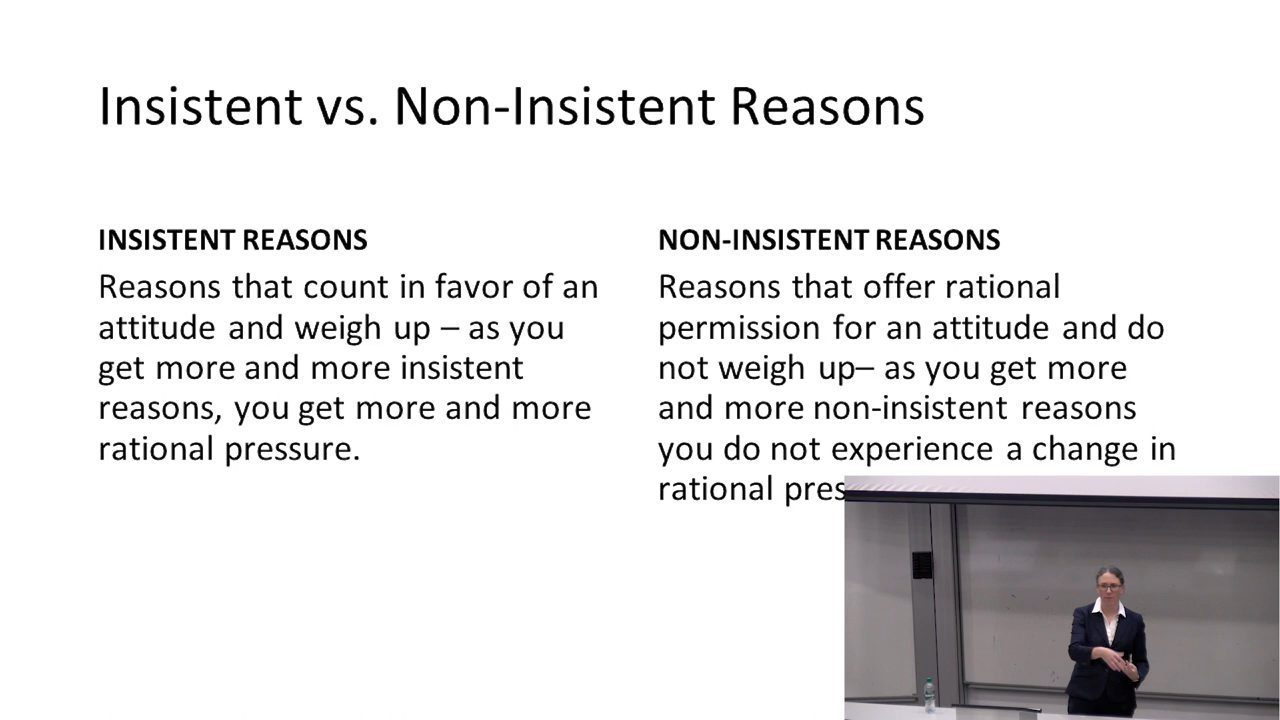 Insistent vs. Non-Insistent Reasons
INSISTENT REASONS
Reasons that count in favor of an
attitude and weigh up – as you
get more and more insistent
reasons, you get more and more
rational pressure.
NON-INSISTENT REASONS
Reasons that offer rational
permission for an attitude and do
not weigh up– as you get more
and more non-insistent reasons
you do not experience a change in
rational